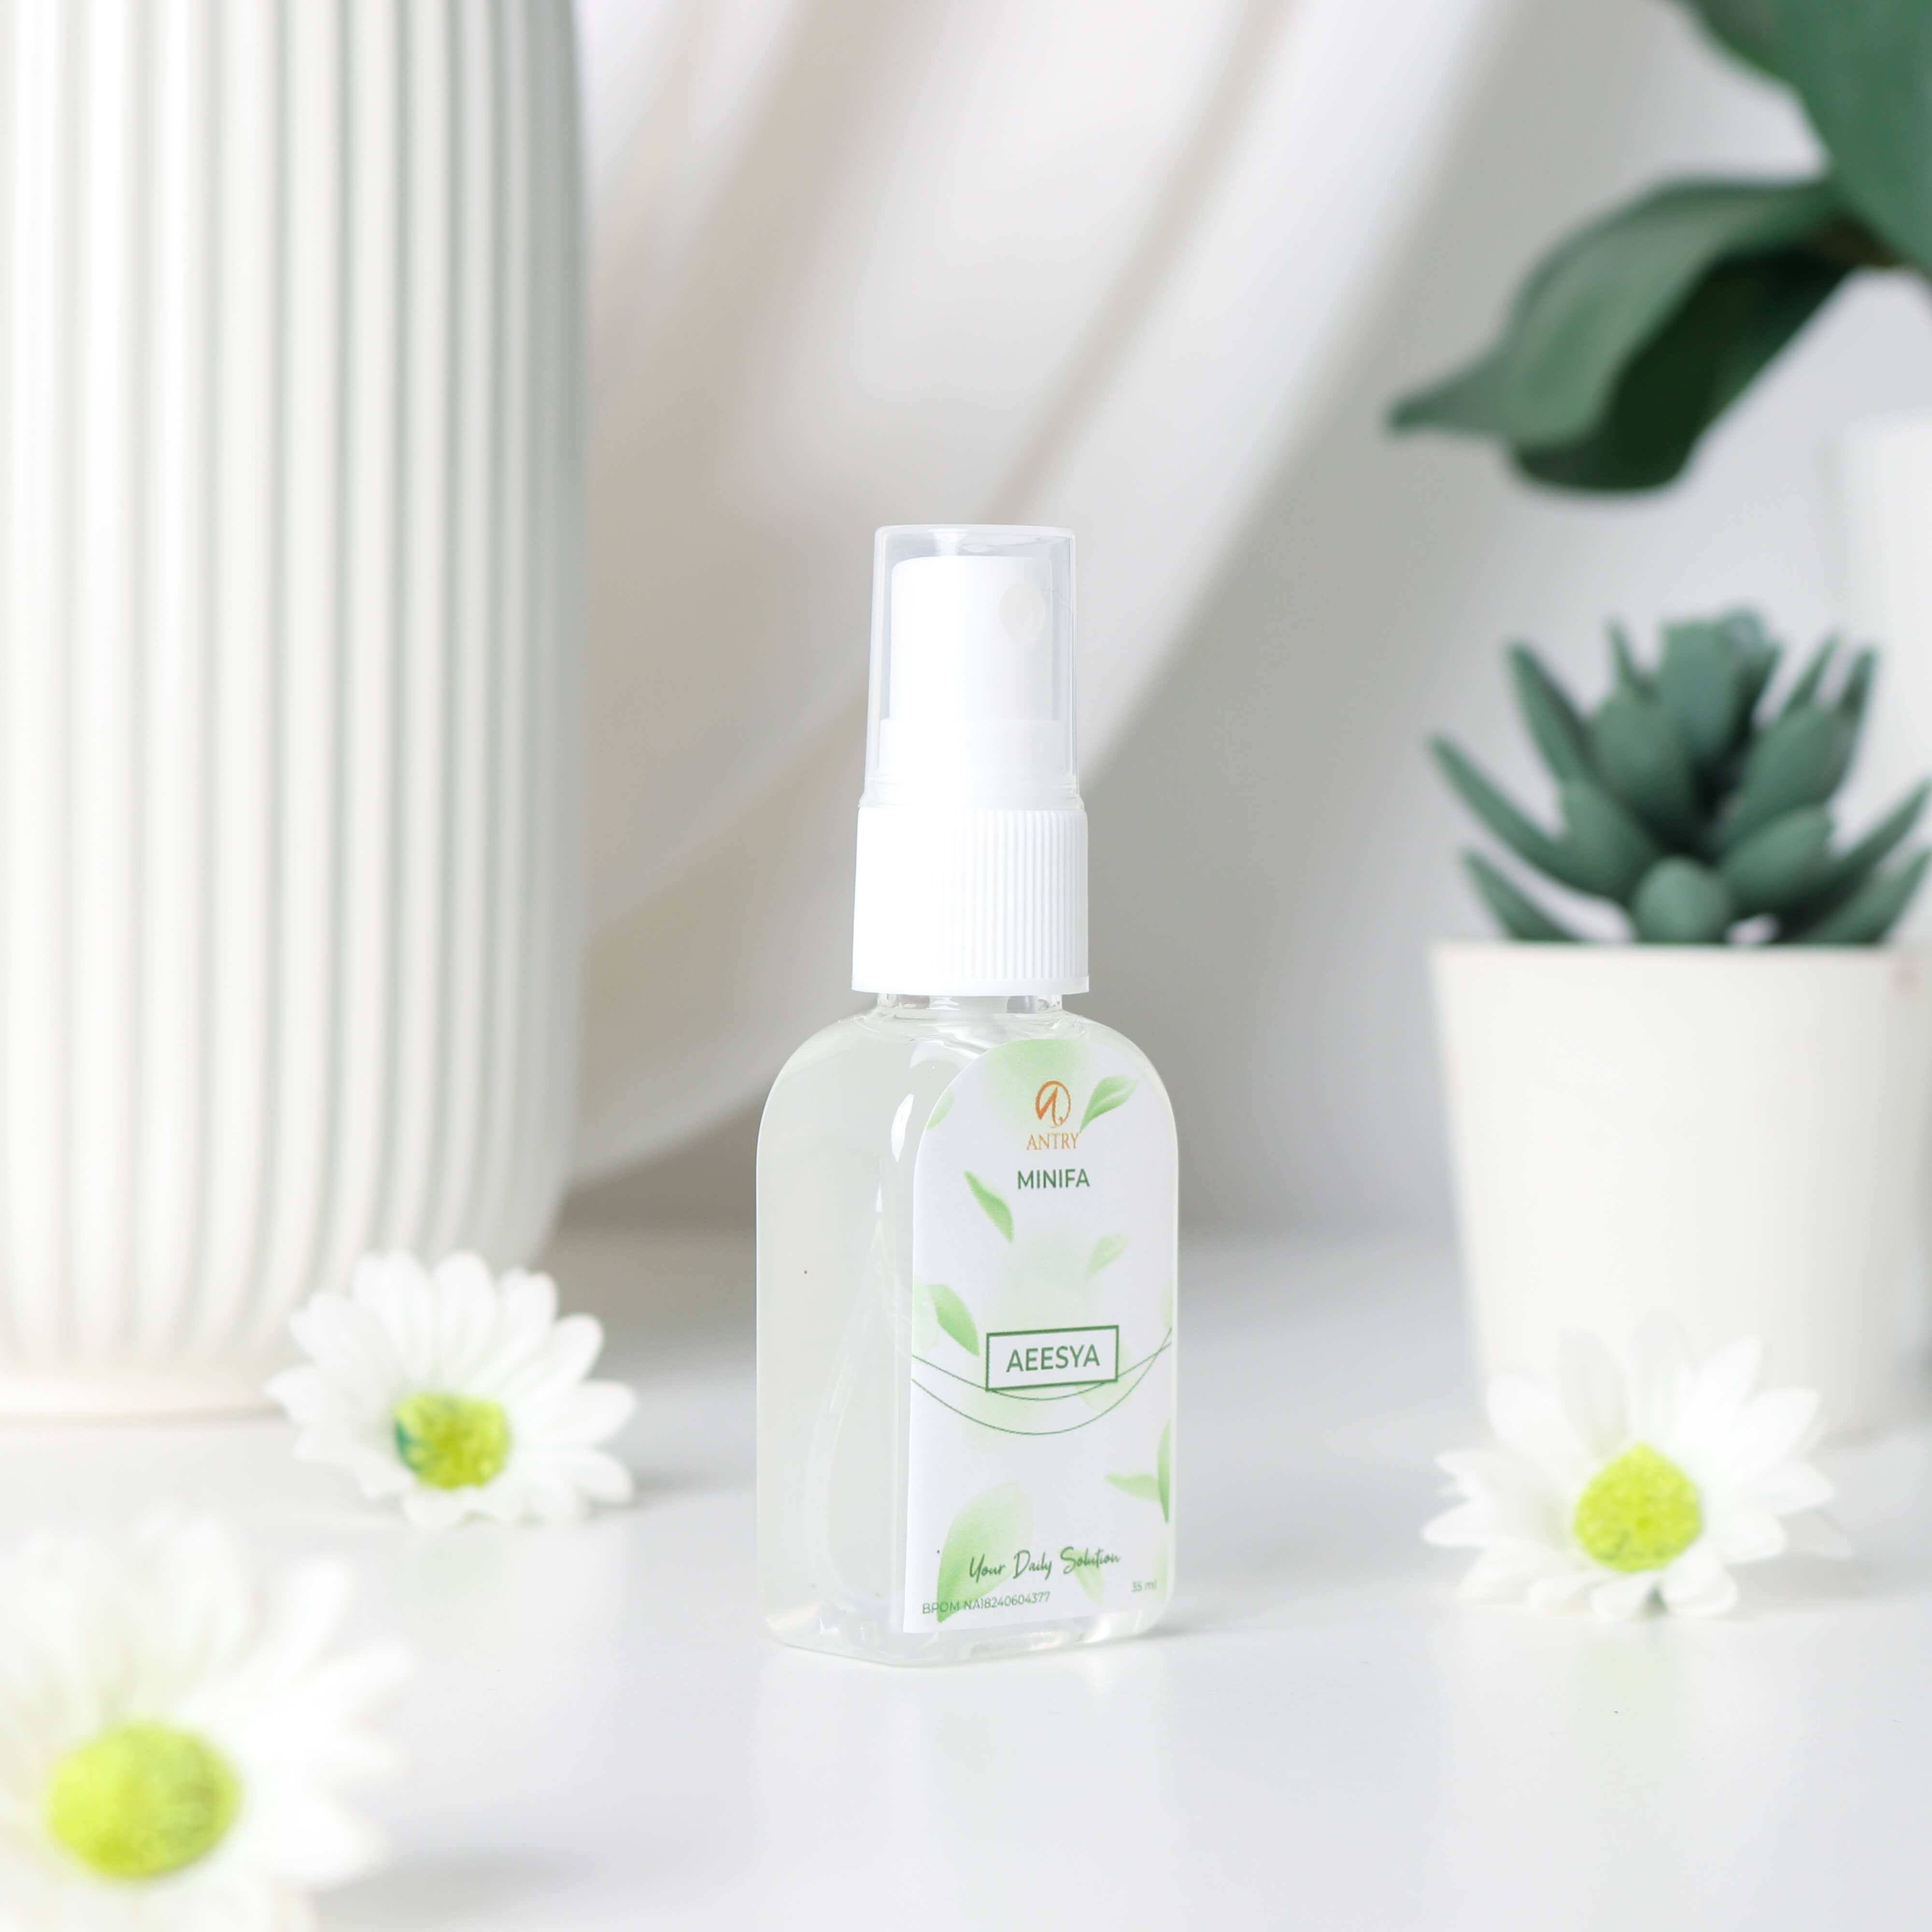 ANTRY
MINIFA
AEESYA
Your Daily Solution
35 ml
BPOM NA18240604377